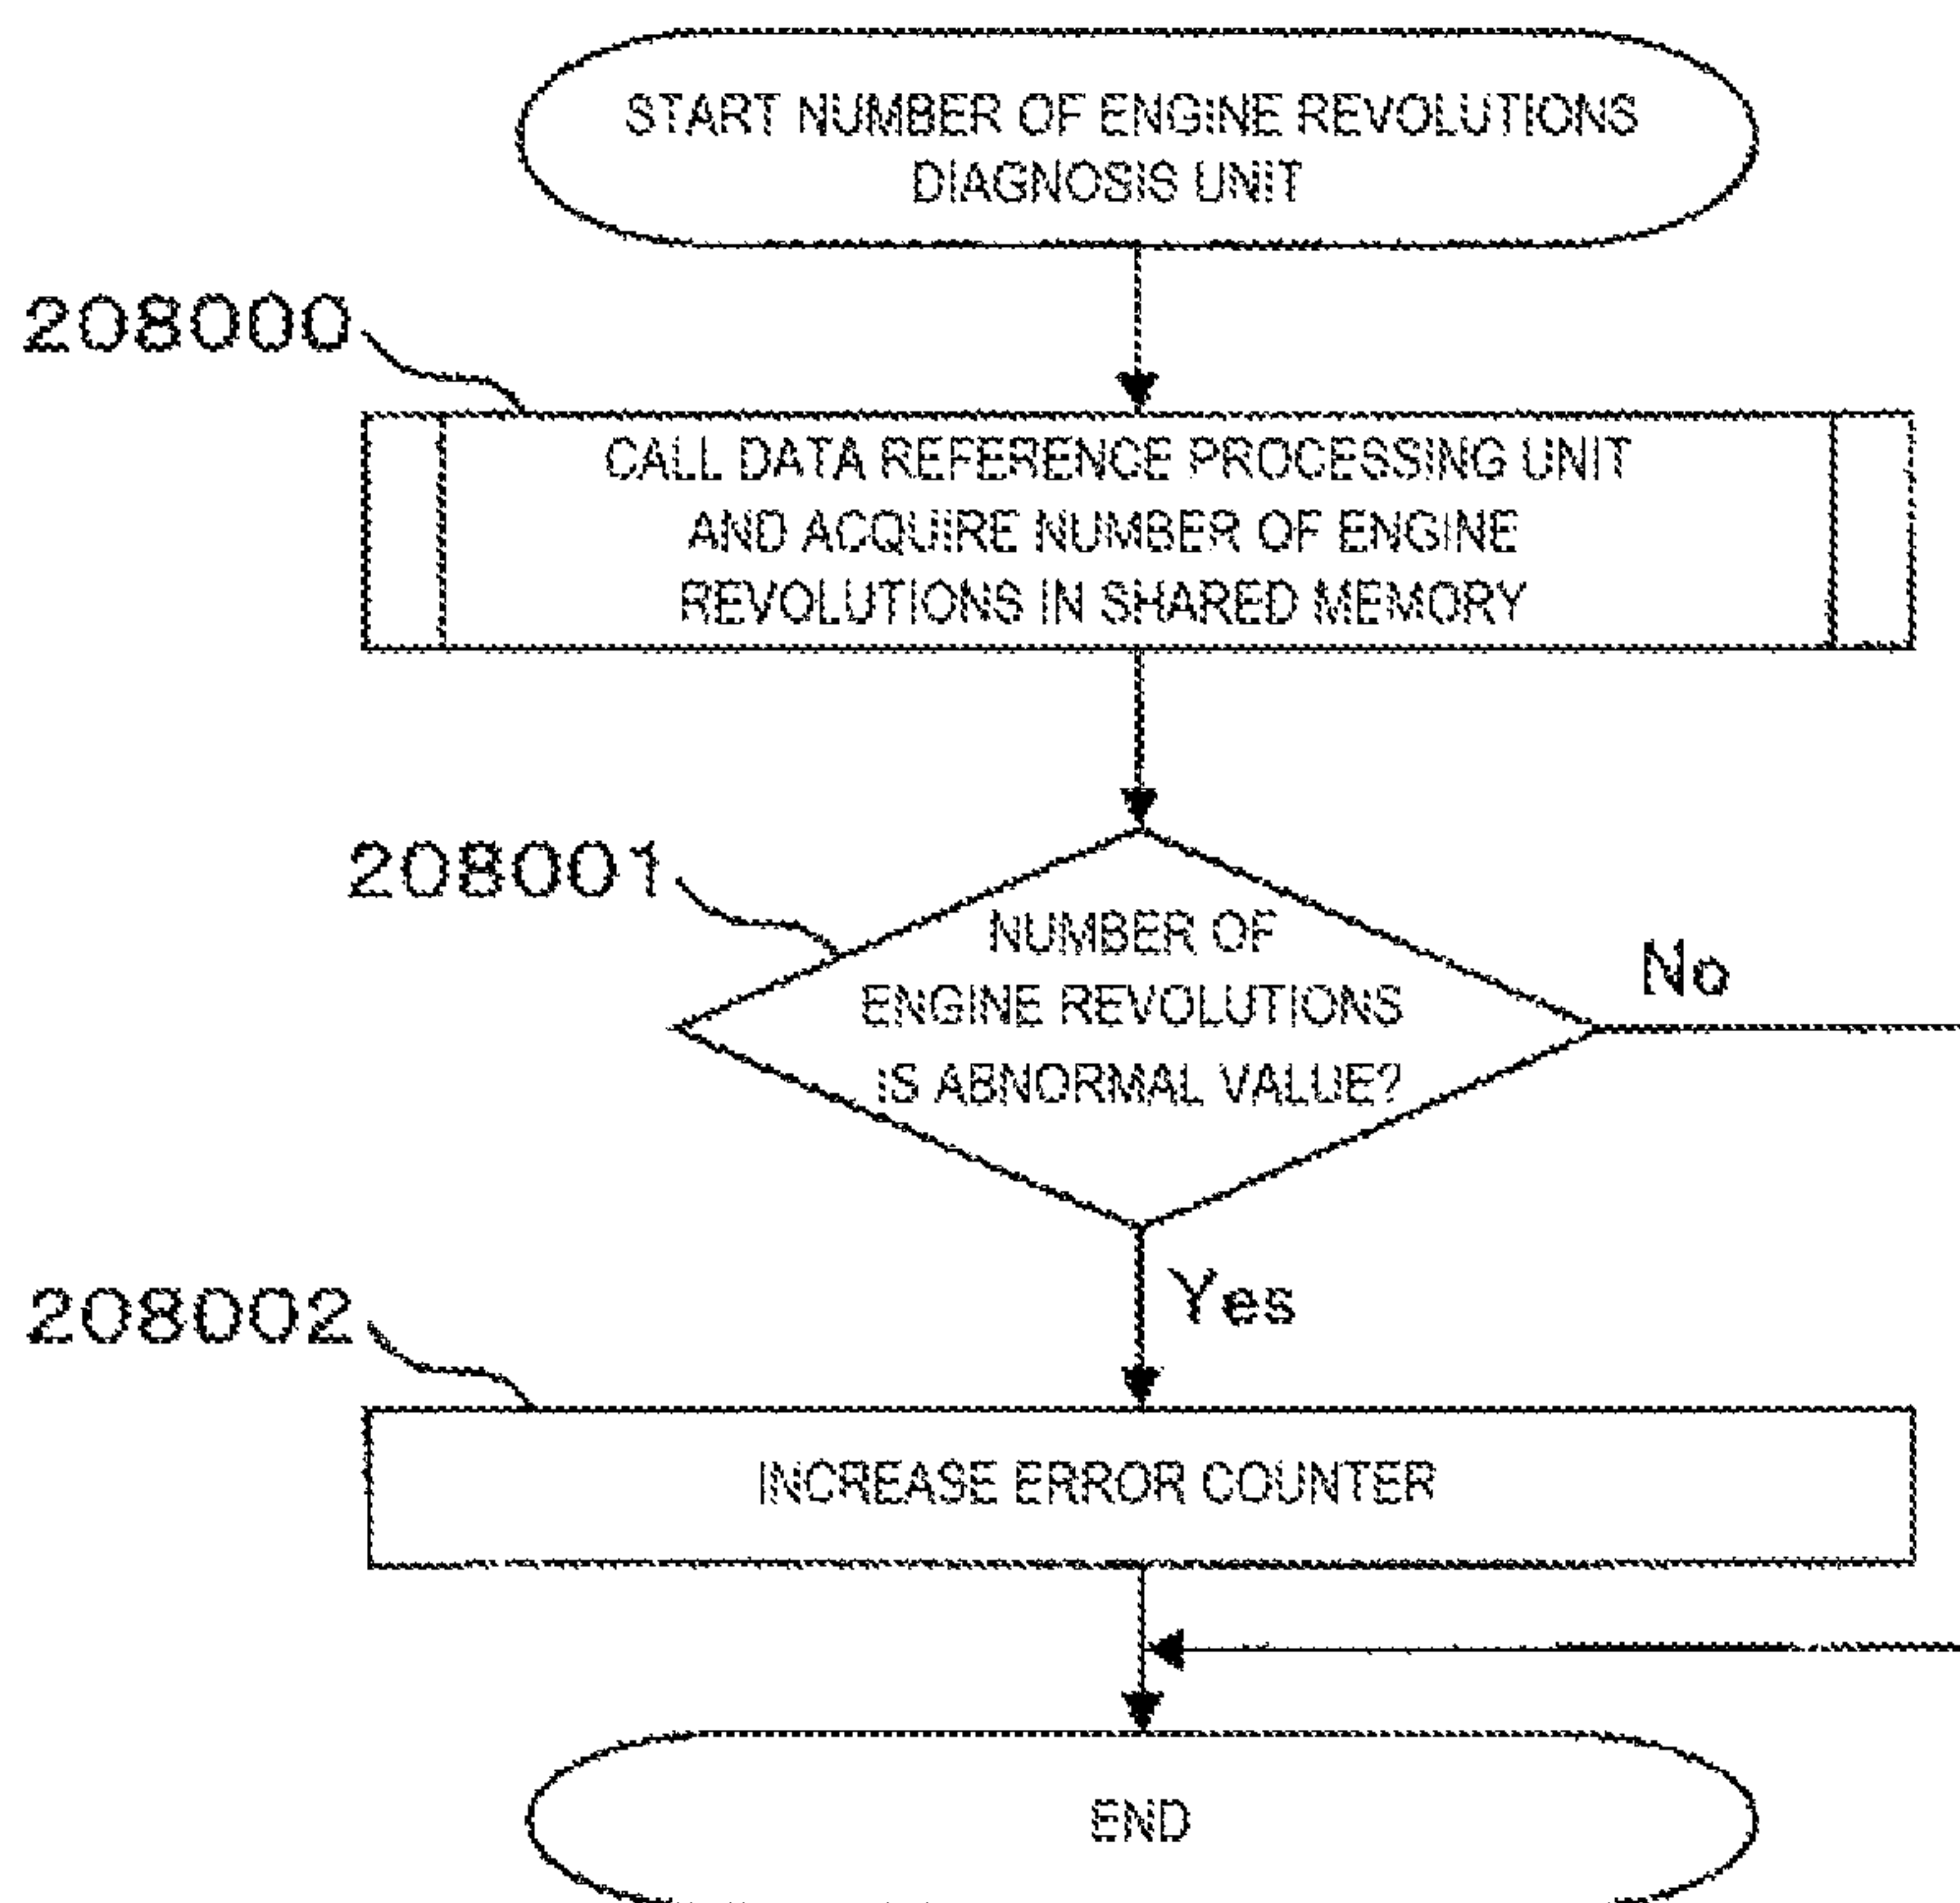 START NUMBER OF ENGINE REVOLUTIONS
DIAGNOSIS UNIT
208000
CALL DATA REFERENCE PROCESSING UNIT
AND ACQUIRE NUMBER OF ENGINE
REVOLUTIONS IN SHARED MEMORY
208001
NUMBER OF
ENGINE REVOLUTIONS
IS ABNORMAL VALUE?
No
Yes
208002
INCREASE ERROR COUNTER
END